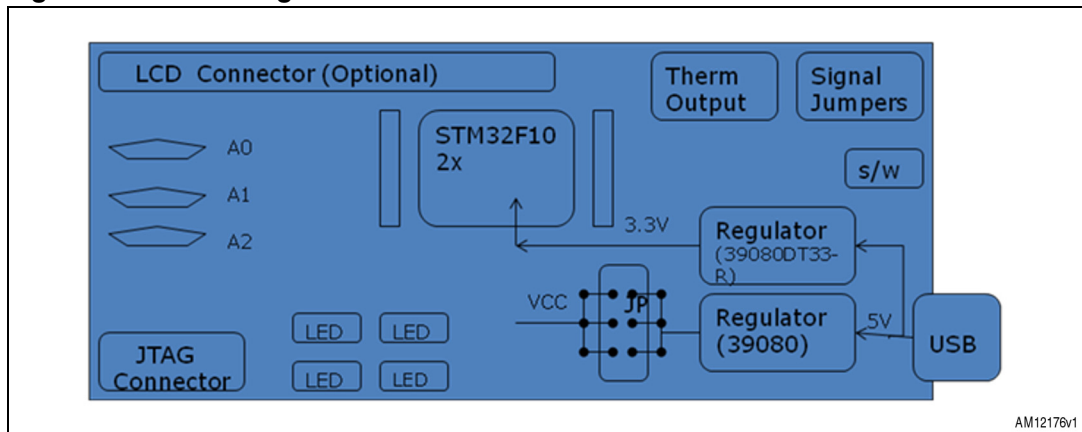 LCD Connector (Optional)
Therm
Output
Signal
Jumpers
STM32F10
2x
A0
A1
A2
s/w
3.3V
Regulator
(39080DT33-
R)
VCC
JP
Regulator
(39080)
5V
USB
LED
LED
LED
LED
JTAG
Connector
AM12176v1